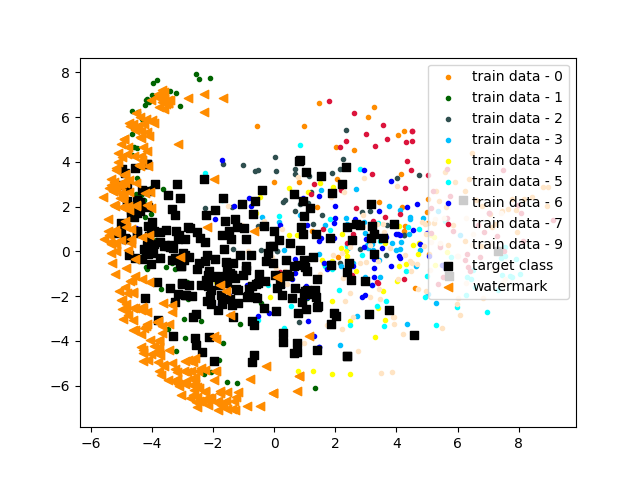 8
6
4
2
0
−2
−4
−6
−6
−4
−2
0
2
4
6
8
train data - 0
train data - 1
train data - 2
train data - 3
train data - 4
train data - 5
train data - 6
train data - 7
train data - 9
target class
watermark